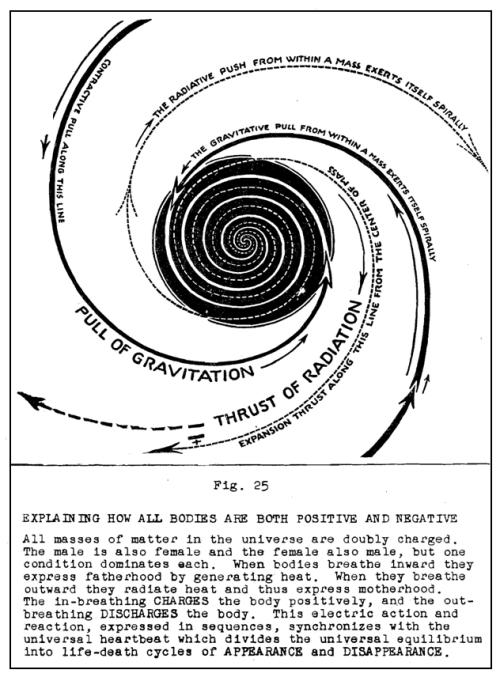 CONTRACTIVE PULL ALONG THIS LINE
THE RADIATIVE PUSH FROM WITHIN A MASS EXERTS ITSELF SPIRALLY
THE GRAVITATIVE PULL FROM WITHIN A MASS EXERTS ITSELF SPIRALLY
PULL OF GRAVITATION
THRUST OF RADIATION
EXPANSION THRUST ALONG THIS LINE FROM THE CENTER OF MASS
Fig. 25
EXPLAINING HOW ALL BODIES ARE BOTH POSITIVE AND NEGATIVE
All masses of matter in the universe are doubly charged.
The male is also female and the female also male, but one
condition dominates each. When bodies breathe inward they
express fatherhood by generating heat. When they breathe
outward they radiate heat and thus express motherhood.
The in-breathing CHARGES the body positively, and the out-
breathing DISCHARGES the body. This electric action and
reaction, expressed in sequences, synchronizes with the
universal heartbeat which divides the universal equilibrium
into life-death cycles of APPEARANCE and DISAPPEARANCE.